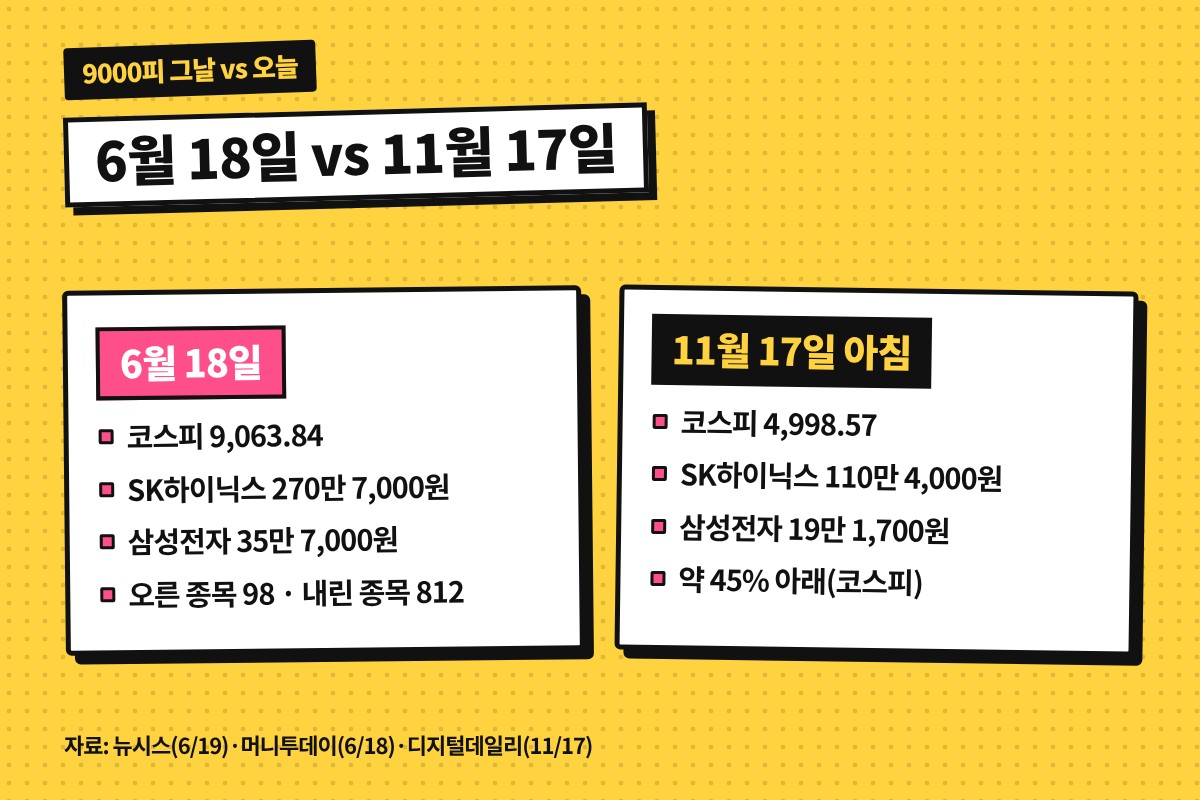 9000피 그날 vs 오늘
6월 18일 vs 11월 17일
6월 18일
코스피 9,063.84
SK하이닉스 270만 7,000원
삼성전자 35만 7,000원
오른 종목 98 · 내린 종목 812
11월 17일 아침
코스피 4,998.57
SK하이닉스 110만 4,000원
삼성전자 19만 1,700원
약 45% 아래(코스피)
자료: 뉴시스(6/19)·머니투데이(6/18)·디지털데일리(11/17)